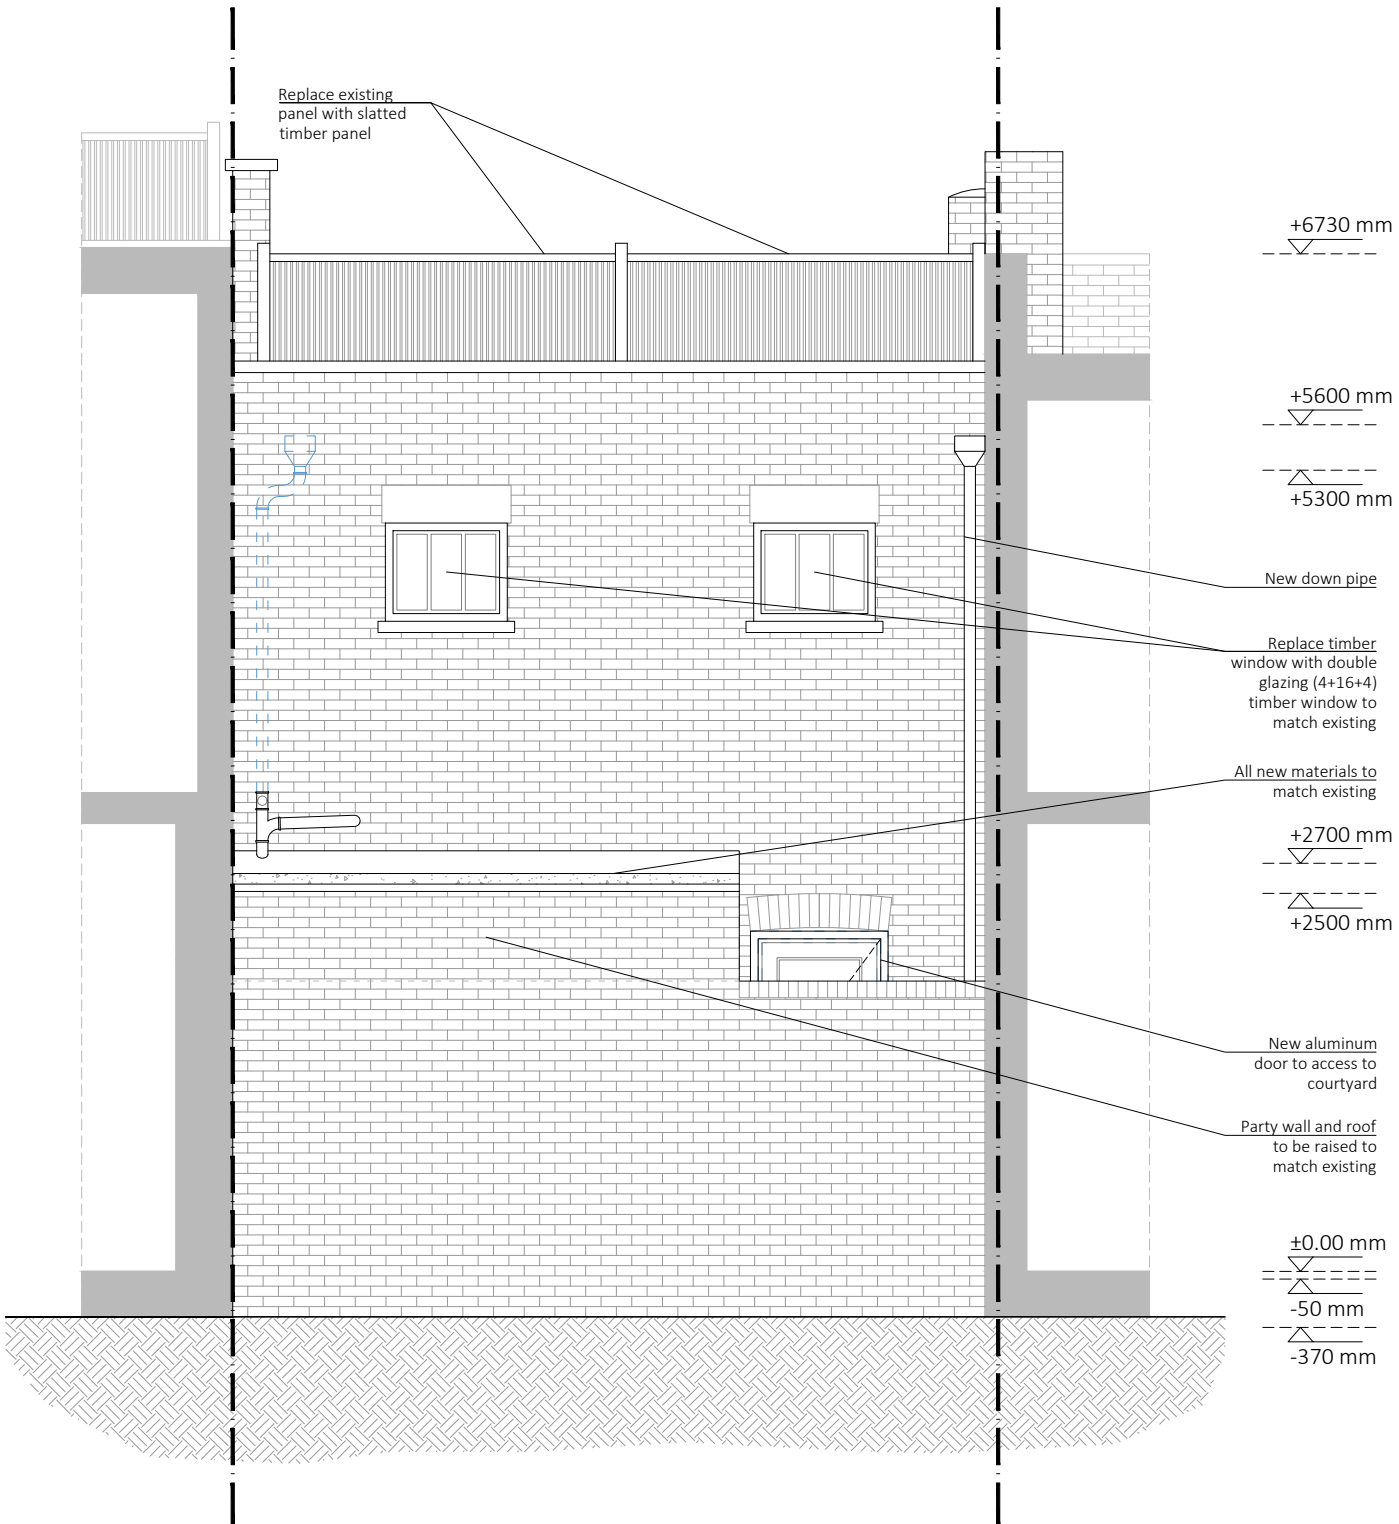 Replace existing
panel with slatted
timber panel
+6730 mm
+5600 mm
+5300 mm
New down pipe
Replace timber
window with double
glazing (4+16+4)
timber window to
match existing
All new materials to
match existing
+2700 mm
+2500 mm
New aluminum
door to access to
courtyard
Party wall and roof
to be raised to
match existing
±0.00 mm
-50 mm
-370 mm